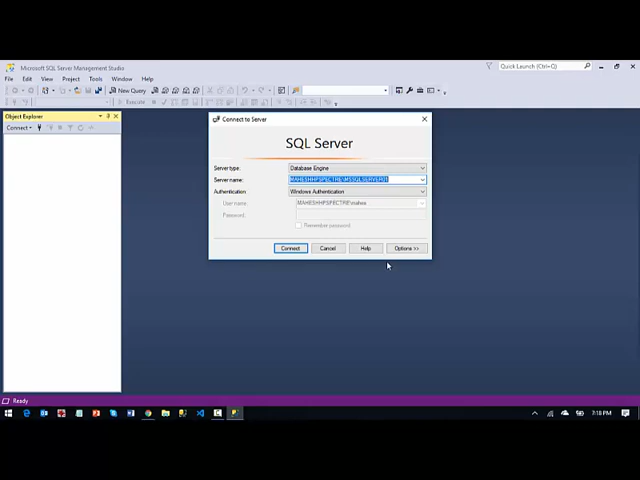 Microsoft SQL Server Management Studio
Quick Launch (Ctrl+Q)
File Edit View Project Tools Window Help
New Query
Execute
Object Explorer
Connect
Connect to Server
SQL Server
Server type: Database Engine
Server name: MAHESHHPSPECTRE\MSSQLSERVER01
Authentication: Windows Authentication
User name: MAHESHHPSPECTRE\mahes
Password:
Remember password
Connect Cancel Help Options >>
Ready
7:18 PM